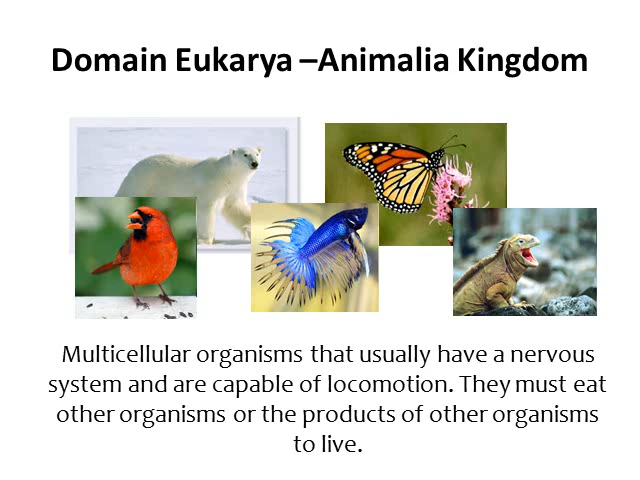 Domain Eukarya –Animalia Kingdom
Multicellular organisms that usually have a nervous
system and are capable of locomotion. They must eat
other organisms or the products of other organisms
to live.